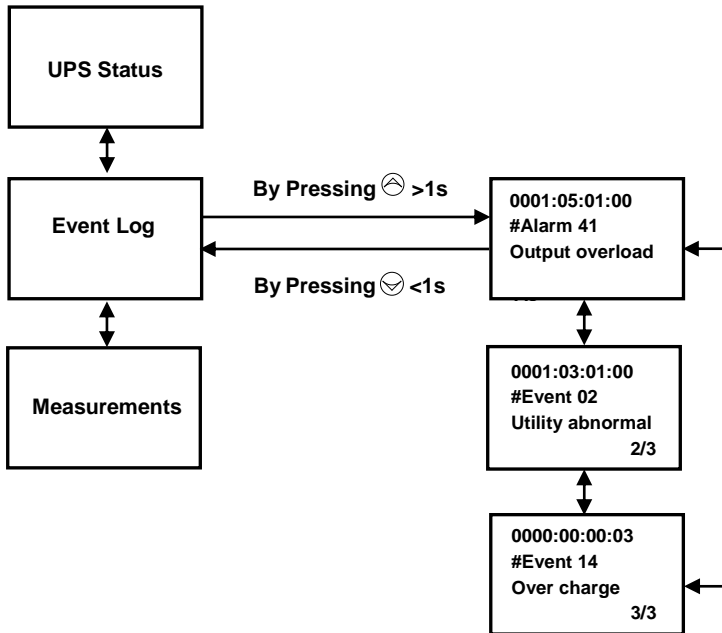 UPS Status
By Pressing >1s
Event Log
By Pressing <1s
Measurements
0001:05:01:00
#Alarm 41
Output overload
0001:03:01:00
#Event 02
Utility abnormal
2/3
0000:00:00:03
#Event 14
Over charge
3/3